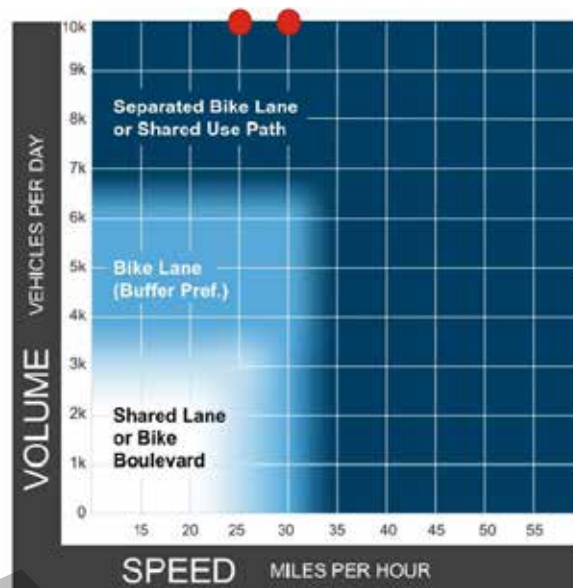 10k
9k
8k
7k
6k
5k
4k
3k
2k
1k
0
Separated Bike Lane
or Shared Use Path
Bike Lane
(Buffer Pref.)
Shared Lane
or Bike
Boulevard
VOLUME VEHICLES PER DAY
15 20 25 30 35 40 45 50 55
SPEED MILES PER HOUR